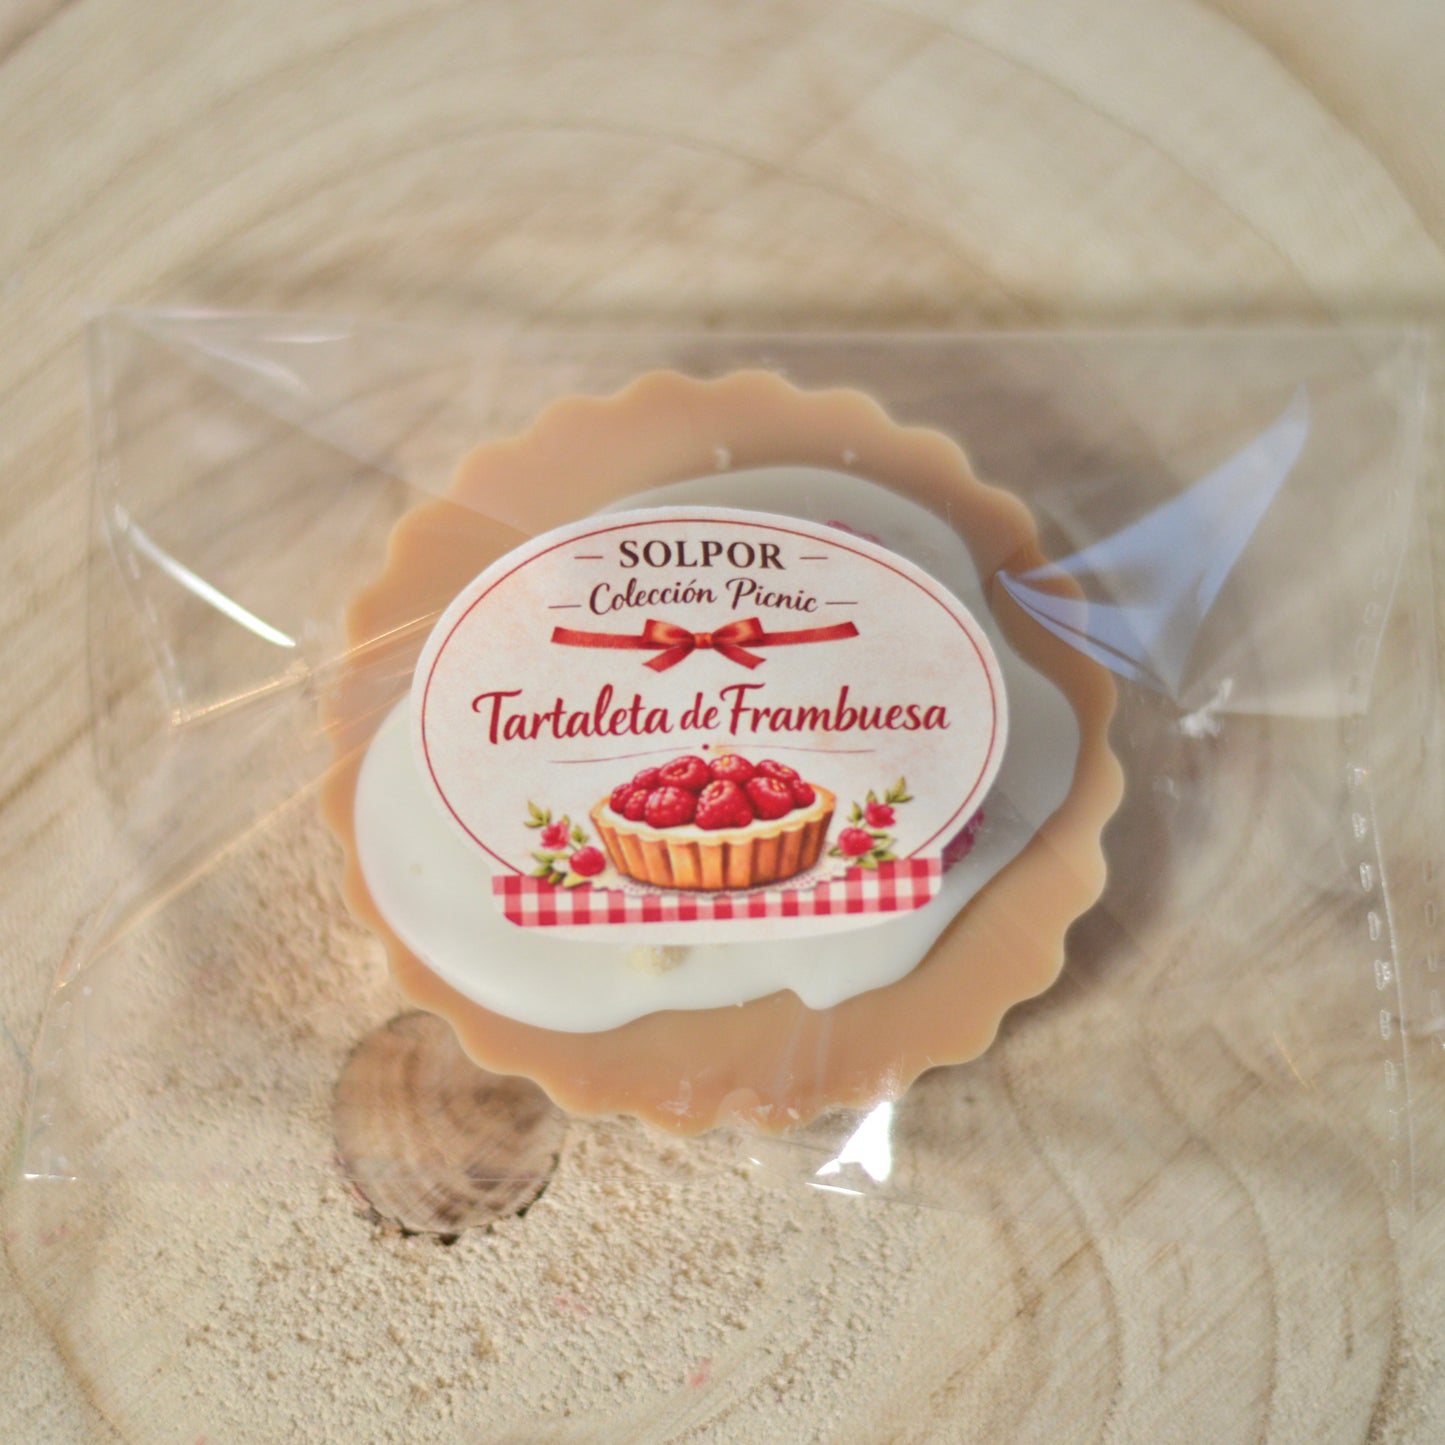 SOLPOR
Colección Picnic
Tartaleta de Frambuesa